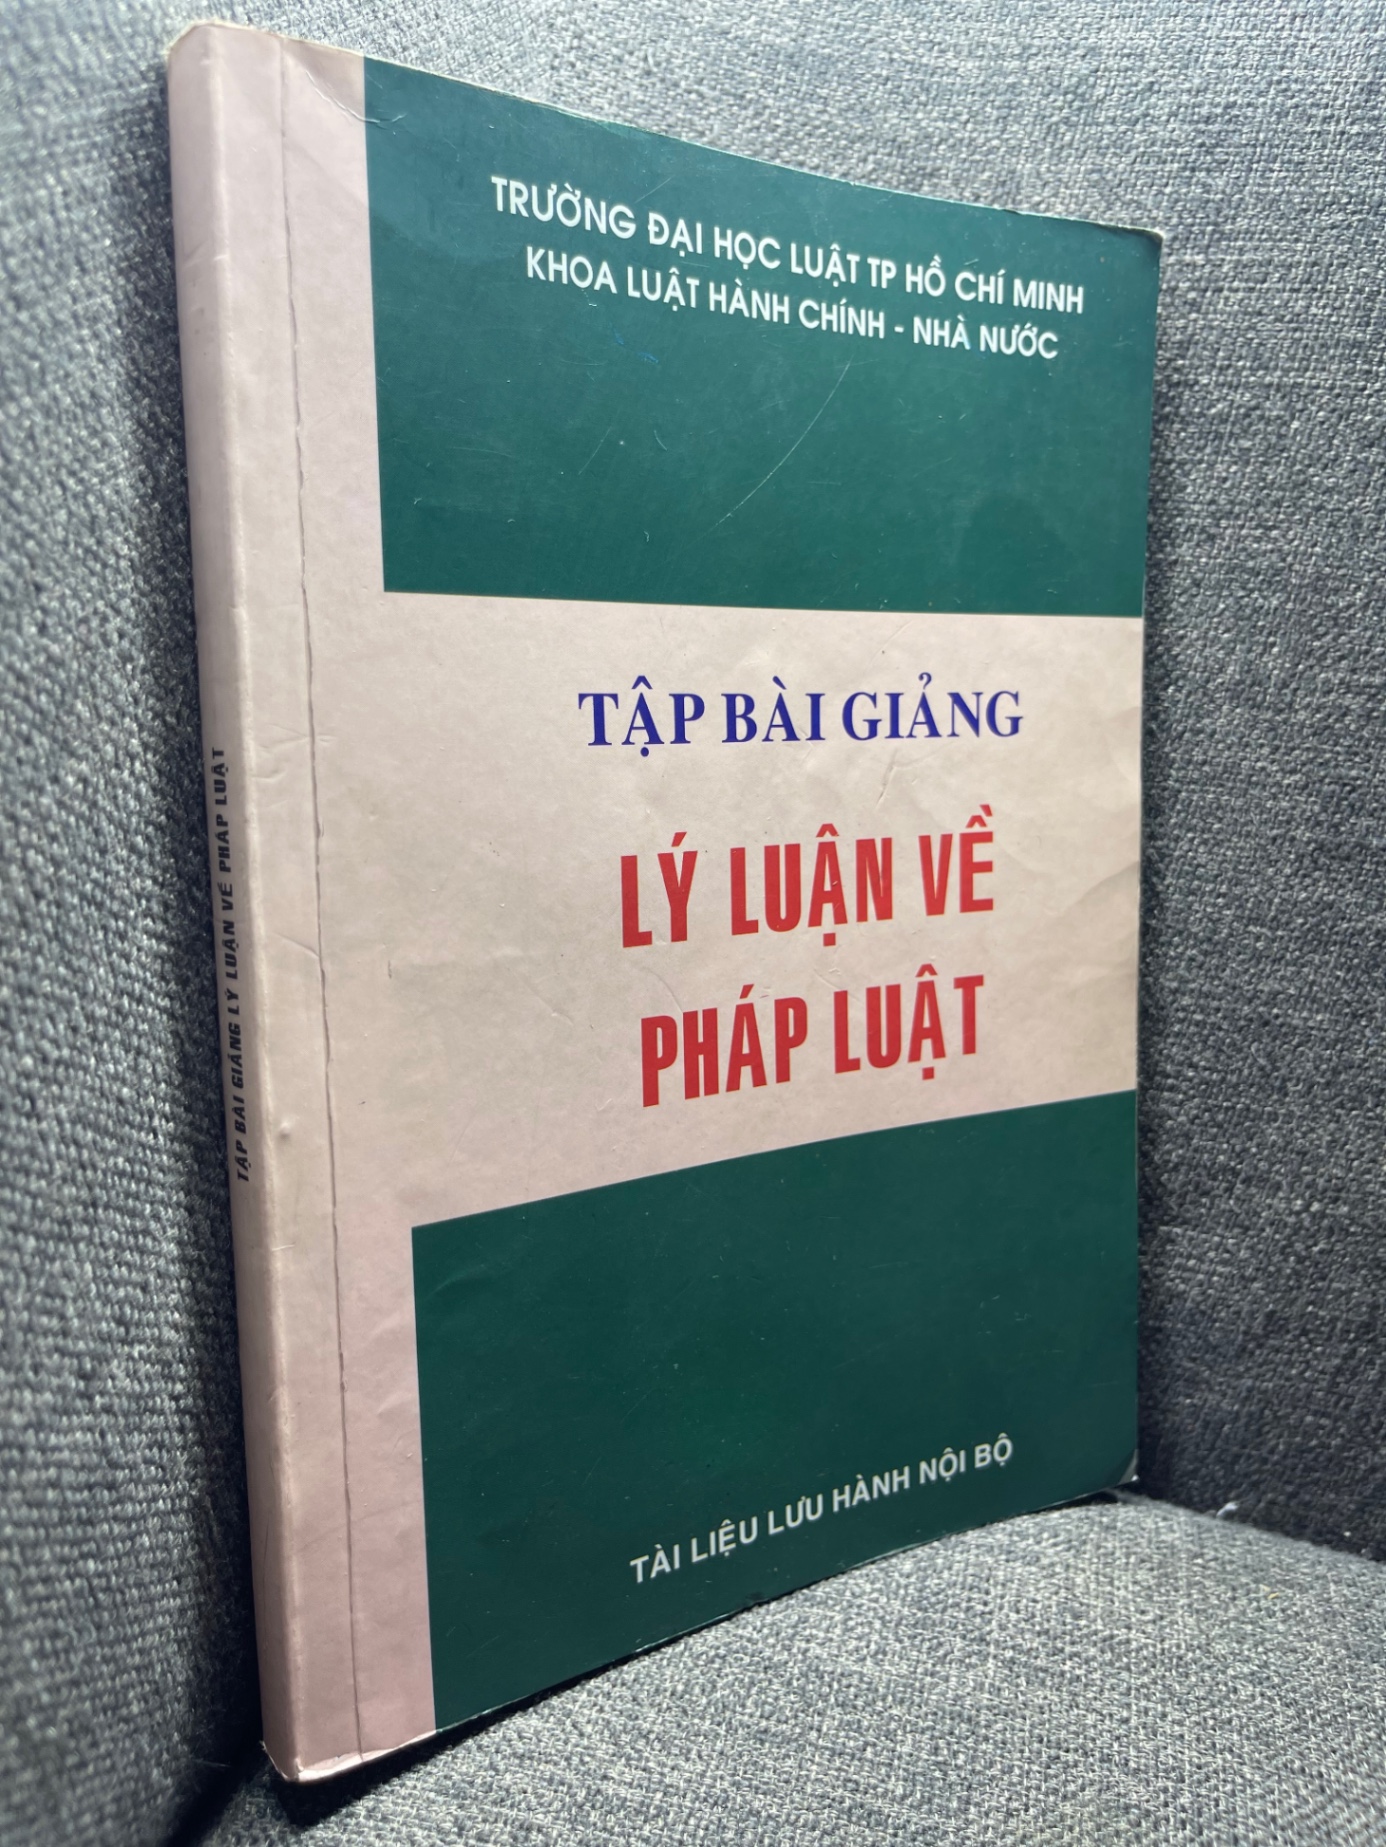 TRƯỜNG ĐẠI HỌC LUẬT TP HỒ CHÍ MINH
KHOA LUẬT HÀNH CHÍNH - NHÀ NƯỚC
TẬP BÀI GIẢNG
LÝ LUẬN VỀ
PHÁP LUẬT
TÀI LIỆU LƯU HÀNH NỘI BỘ
TẬP BÀI GIẢNG LÝ LUẬN VỀ PHÁP LUẬT